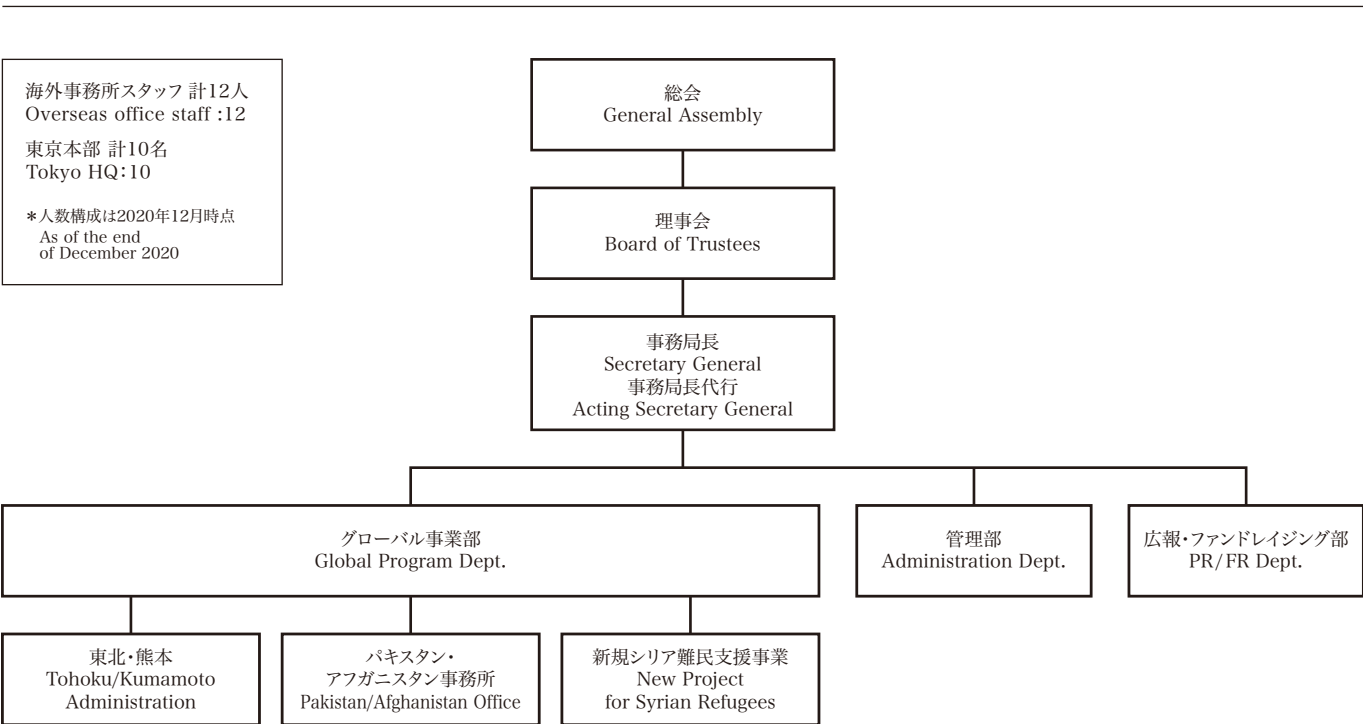 海外事務所スタッフ 計12人
Overseas office staff :12
東京本部 計10名
Tokyo HQ:10
*人数構成は2020年12月時点
As of the end
of December 2020
総会
General Assembly
理事会
Board of Trustees
事務局長
Secretary General
事務局長代行
Acting Secretary General
グローバル事業部
Global Program Dept.
管理部
Administration Dept.
広報・ファンドレイジング部
PR/FR Dept.
東北・熊本
Tohoku/Kumamoto
Administration
パキスタン・
アフガニスタン事務所
Pakistan/Afghanistan Office
新規シリア難民支援事業
New Project
for Syrian Refugees